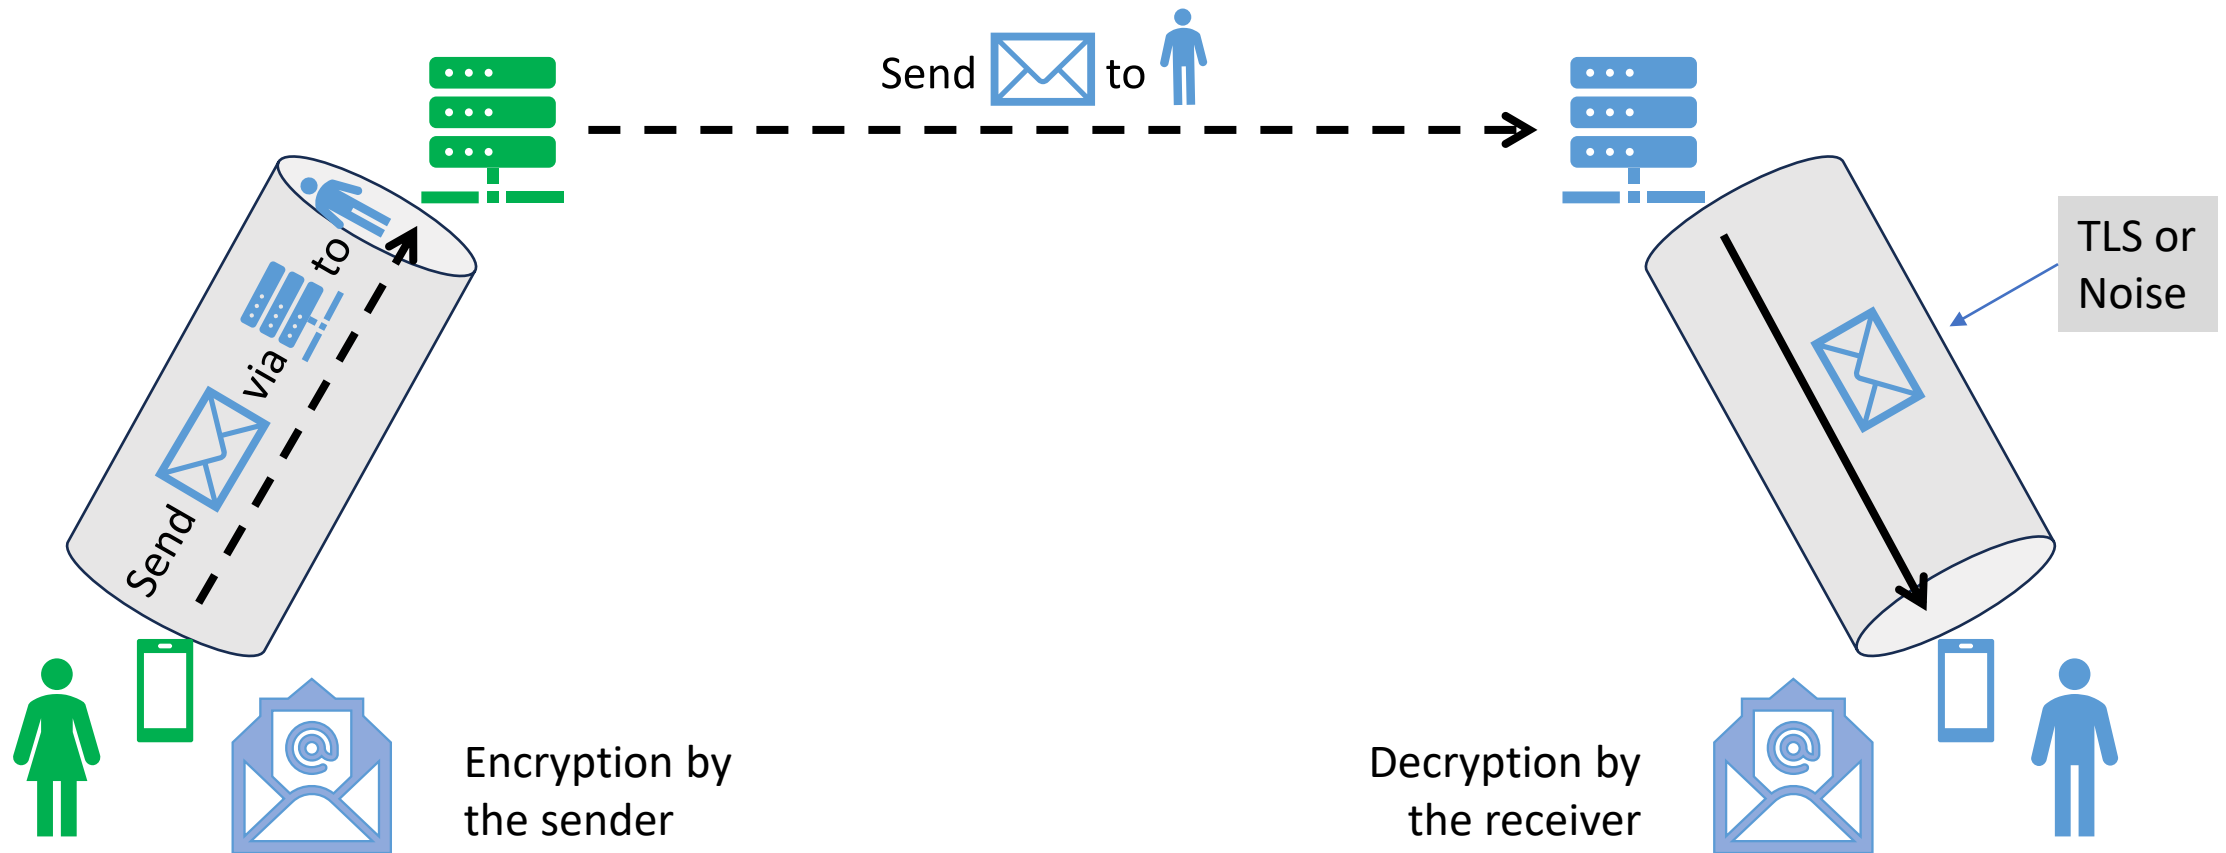 Send to
TLS or
Noise
Send via to
Encryption by
the sender
Decryption by
the receiver